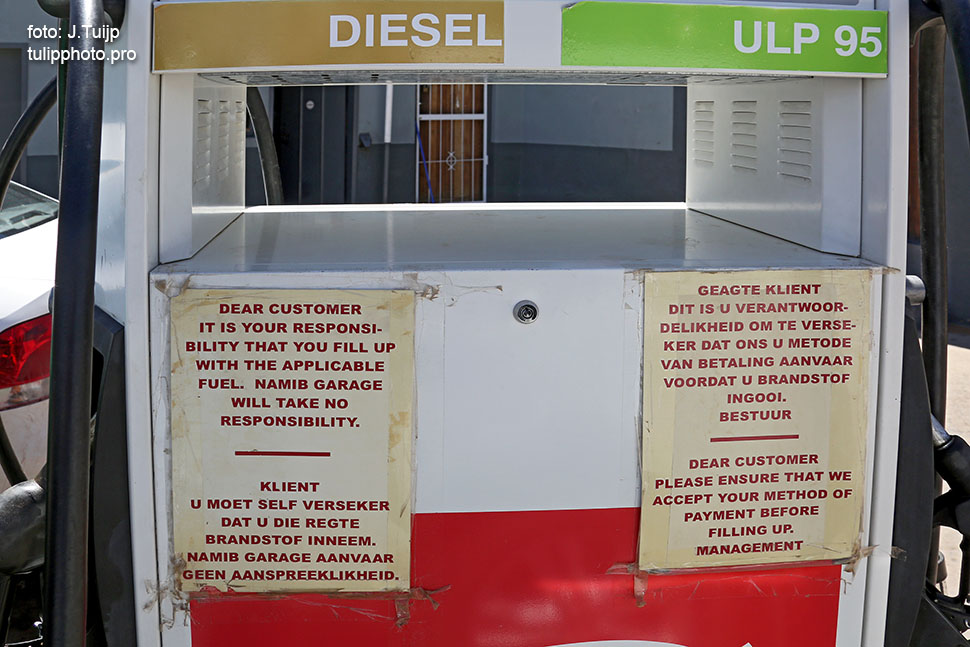 foto: J.Tuijp
tulipphoto.pro
DIESEL
ULP 95
DEAR CUSTOMER
IT IS YOUR RESPONSI-
BILITY THAT YOU FILL UP
WITH THE APPLICABLE
FUEL. NAMIB GARAGE
WILL TAKE NO
RESPONSIBILITY.
KLIENT
U MOET SELF VERSEKER
DAT U DIE REGTE
BRANDSTOF INNEEM.
NAMIB GARAGE AANVAAR
GEEN AANSPREEKLIKHEID.
GEAGTE KLIENT
DIT IS U VERANTWOOR-
DELIKHEID OM TE VERSE-
KER DAT ONS U METODE
VAN BETALING AANVAAR
VOORDAT U BRANDSTOF
INGOOI.
BESTUUR
DEAR CUSTOMER
PLEASE ENSURE THAT WE
ACCEPT YOUR METHOD OF
PAYMENT BEFORE
FILLING UP.
MANAGEMENT